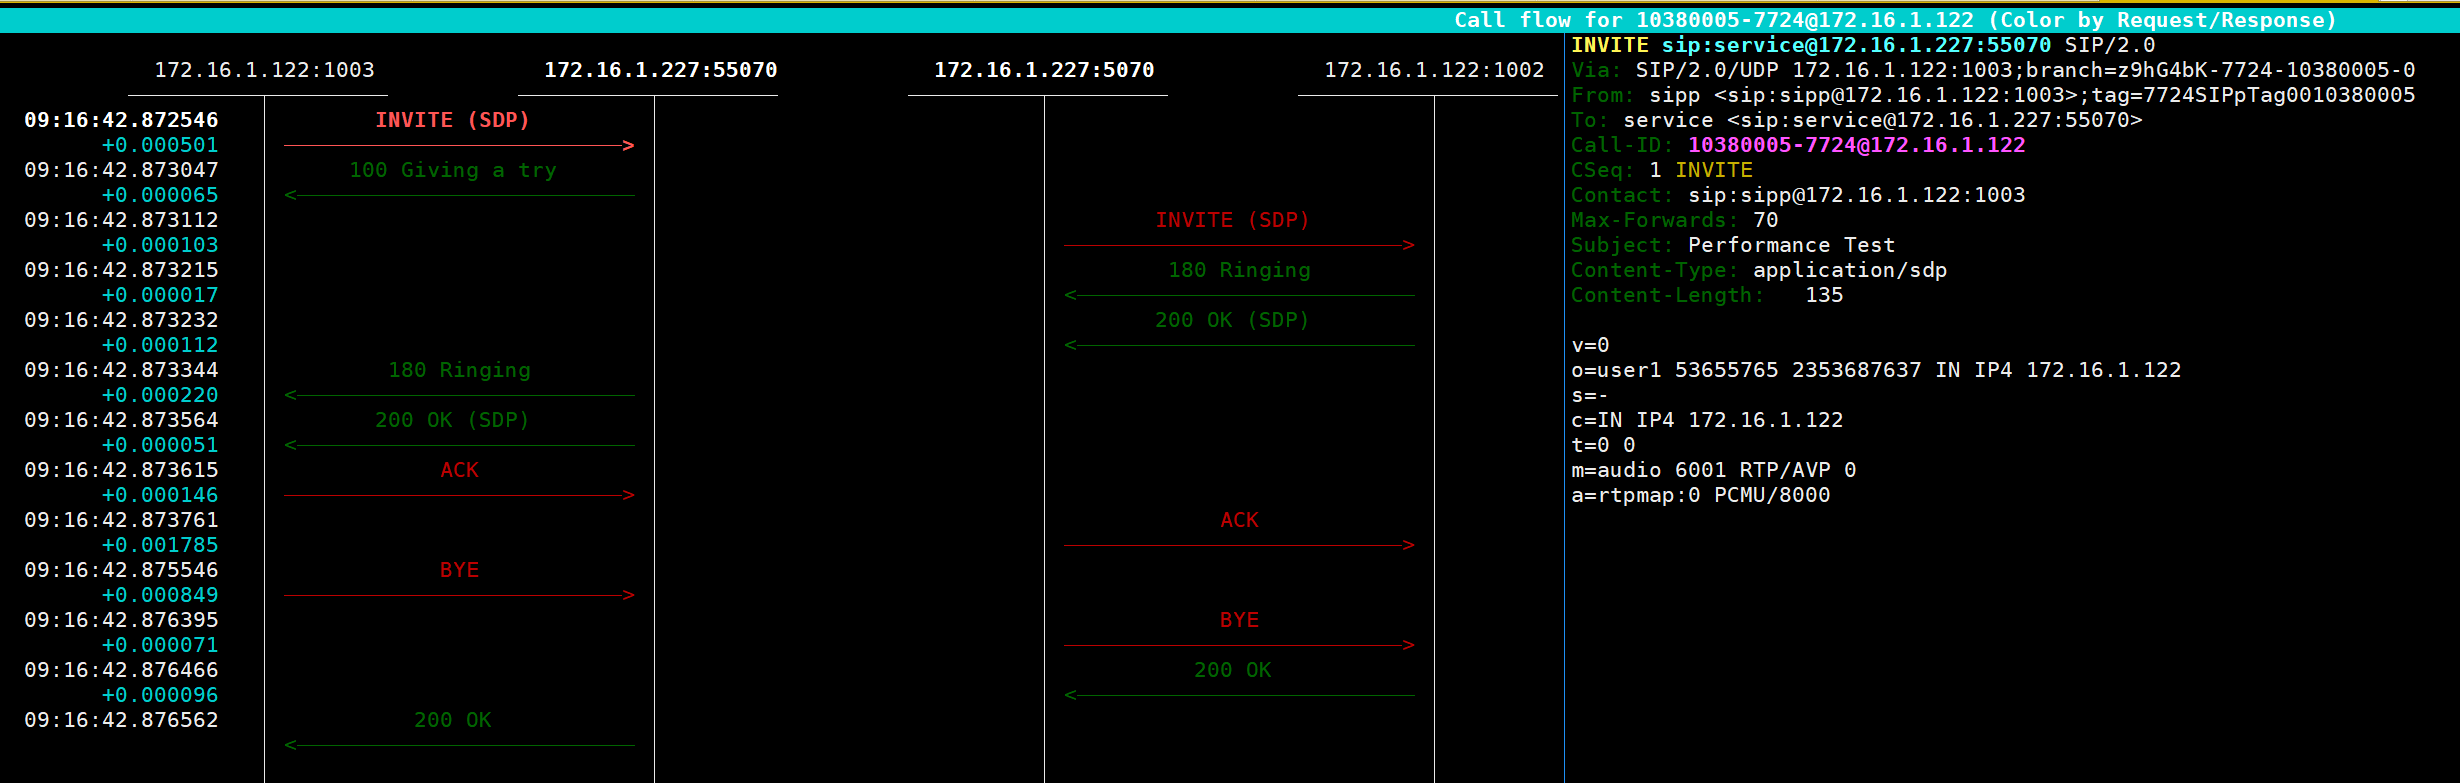 Call flow for 10380005-7724@172.16.1.122 (Color by Request/Response)
172.16.1.122:1003 172.16.1.227:55070 172.16.1.227:5070 172.16.1.122:1002
09:16:42.872546 INVITE (SDP)
+0.000501 >
09:16:42.873047 100 Giving a try
+0.000065 <
09:16:42.873112 INVITE (SDP)
+0.000103 >
09:16:42.873215 180 Ringing
+0.000017 <
09:16:42.873232 200 OK (SDP)
+0.000112 <
09:16:42.873344 180 Ringing
+0.000220 <
09:16:42.873564 200 OK (SDP)
+0.000051 <
09:16:42.873615 ACK
+0.000146 >
09:16:42.873761 ACK
+0.001785 >
09:16:42.875546 BYE
+0.000849 >
09:16:42.876395 BYE
+0.000071 >
09:16:42.876466 200 OK
+0.000096 <
09:16:42.876562 200 OK
<
INVITE sip:service@172.16.1.227:55070 SIP/2.0
Via: SIP/2.0/UDP 172.16.1.122:1003;branch=z9hG4bK-7724-10380005-0
From: sipp <sip:sipp@172.16.1.122:1003>;tag=7724SIPpTag0010380005
To: service <sip:service@172.16.1.227:55070>
Call-ID: 10380005-7724@172.16.1.122
CSeq: 1 INVITE
Contact: sip:sipp@172.16.1.122:1003
Max-Forwards: 70
Subject: Performance Test
Content-Type: application/sdp
Content-Length:   135
v=0
o=user1 53655765 2353687637 IN IP4 172.16.1.122
s=-
c=IN IP4 172.16.1.122
t=0 0
m=audio 6001 RTP/AVP 0
a=rtpmap:0 PCMU/8000